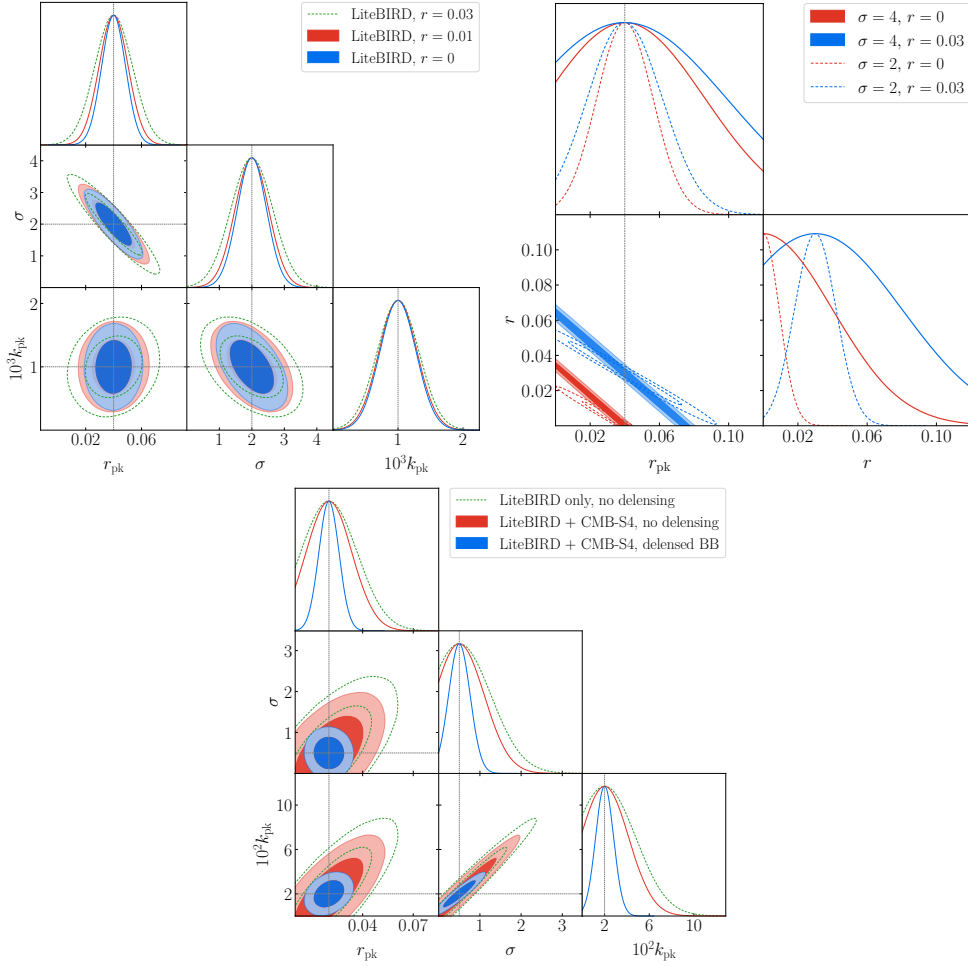 LiteBIRD, r = 0.03
LiteBIRD, r = 0.01
LiteBIRD, r = 0
4
3
2
1
σ
2
1
10³k_pk
0.02 0.06
r_pk
1 2 3 4
σ
1 2
10³k_pk
σ = 4, r = 0
σ = 4, r = 0.03
σ = 2, r = 0
σ = 2, r = 0.03
0.10
0.08
0.06
0.04
0.02
r
0.02 0.06 0.10
r_pk
0.02 0.06 0.10
r
LiteBIRD only, no delensing
LiteBIRD + CMB-S4, no delensing
LiteBIRD + CMB-S4, delensed BB
3
2
1
σ
10
6
2
10²k_pk
0.04 0.07
r_pk
1 2 3
σ
2 6 10
10²k_pk